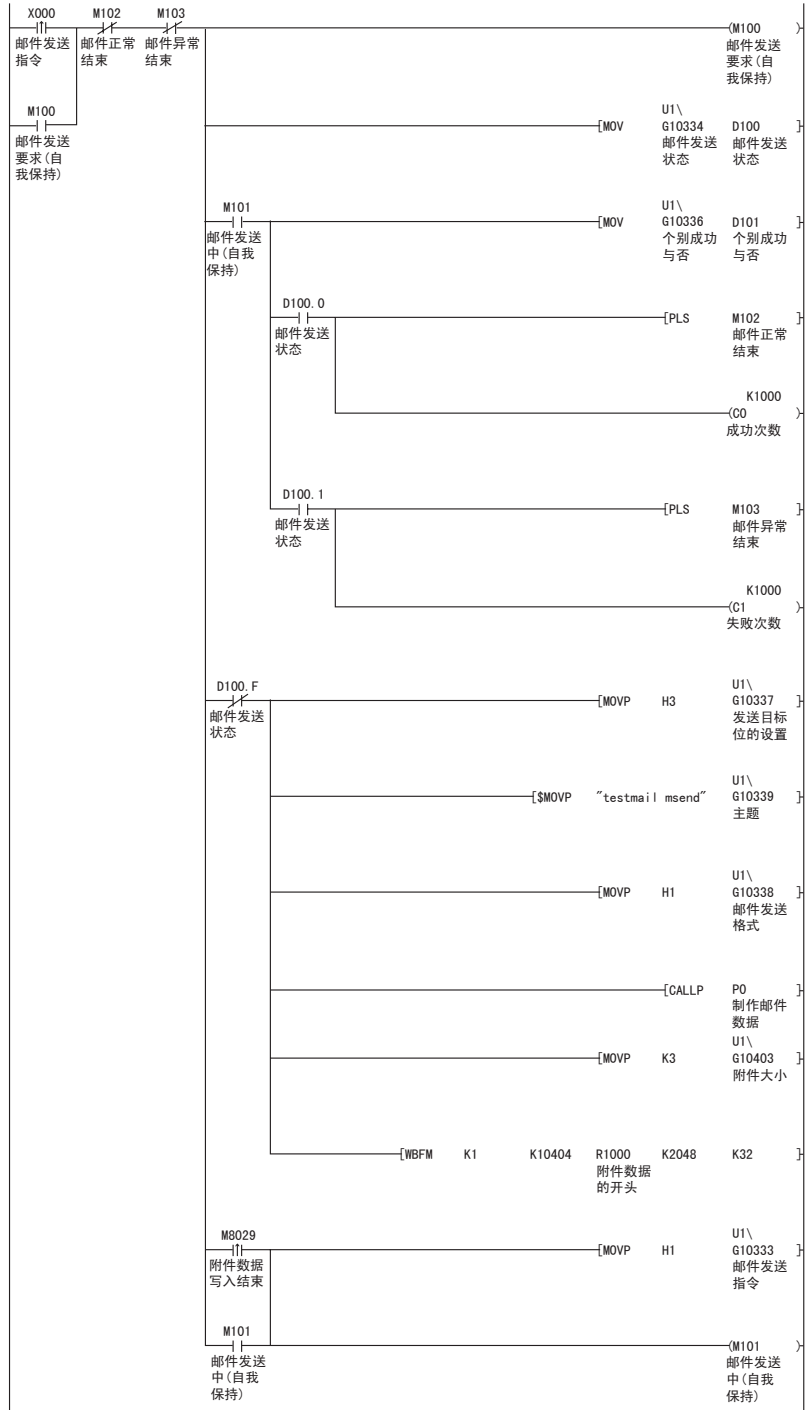 X000 M102 M103
(M100 )
邮件发送 邮件正常 邮件异常 邮件发送
指令 结束 结束 要求(自
我保持)
M100
邮件发送
要求(自
我保持)
U1\
[MOV G10334 D100 ]
邮件发送 邮件发送
状态 状态
M101 U1\
[MOV G10336 D101 ]
邮件发送 个别成功 个别成功
中(自我 与否 与否
保持)
D100.0
[PLS M102 ]
邮件发送 邮件正常
状态 结束
K1000
(C0 )
成功次数
D100.1
[PLS M103 ]
邮件发送 邮件异常
状态 结束
K1000
(C1 )
失败次数
D100.F U1\
[MOVP H3 G10337 ]
邮件发送 发送目标
状态 位的设置
U1\
[$MOVP "testmail msend" G10339 ]
主题
U1\
[MOVP H1 G10338 ]
邮件发送
格式
[CALLP P0 ]
制作邮件
数据
U1\
[MOVP K3 G10403 ]
附件大小
[WBFM K1 K10404 R1000 K2048 K32 ]
附件数据
的开头
M8029 U1\
[MOVP H1 G10333 ]
附件数据 邮件发送
写入结束 指令
M101
(M101 )
邮件发送 邮件发送
中(自我 中(自我
保持) 保持)